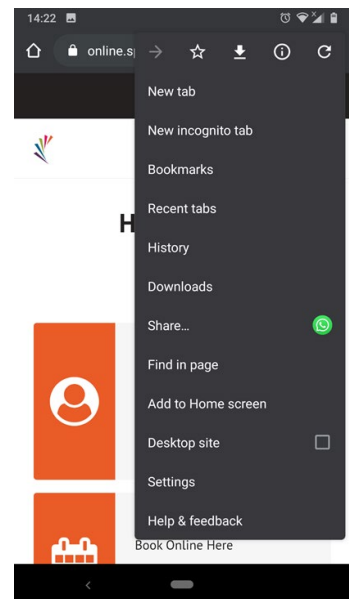 14:22
online.s
New tab
New incognito tab
Bookmarks
Recent tabs
History
Downloads
Share...
Find in page
Add to Home screen
Desktop site
Settings
Help & feedback
H
Book Online Here